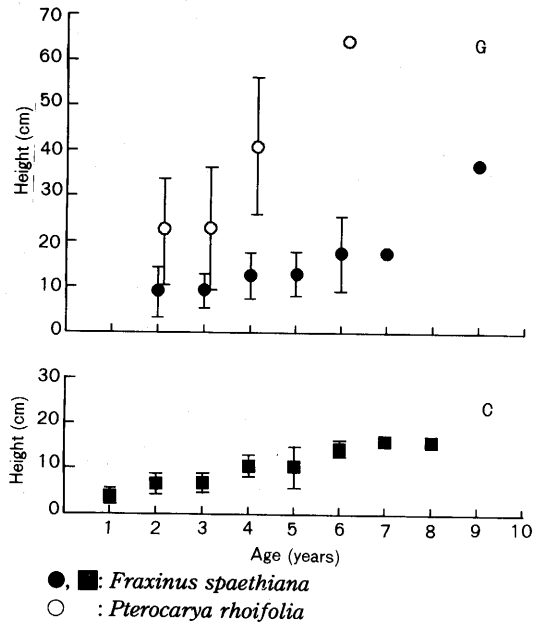 70
60
50
40
30
20
10
0
Height (cm)
G
30
20
10
0
Height (cm)
C
1 2 3 4 5 6 7 8 9 10
Age (years)
●, ■: Fraxinus spaethiana
○ : Pterocarya rhoifolia